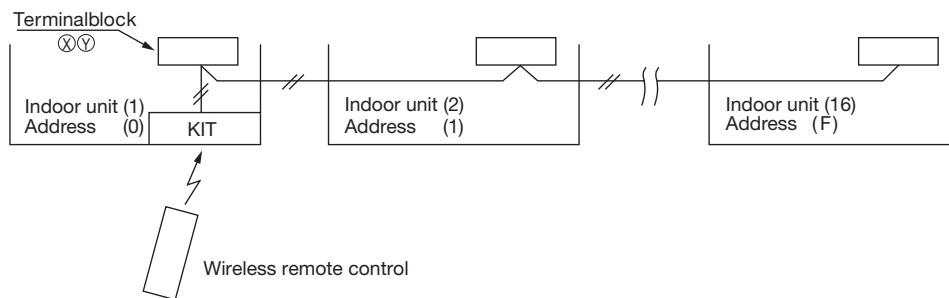 Terminalblock
Ⓧ Ⓨ
Indoor unit (1)
Address (0)
KIT
Indoor unit (2)
Address (1)
Indoor unit (16)
Address (F)
Wireless remote control